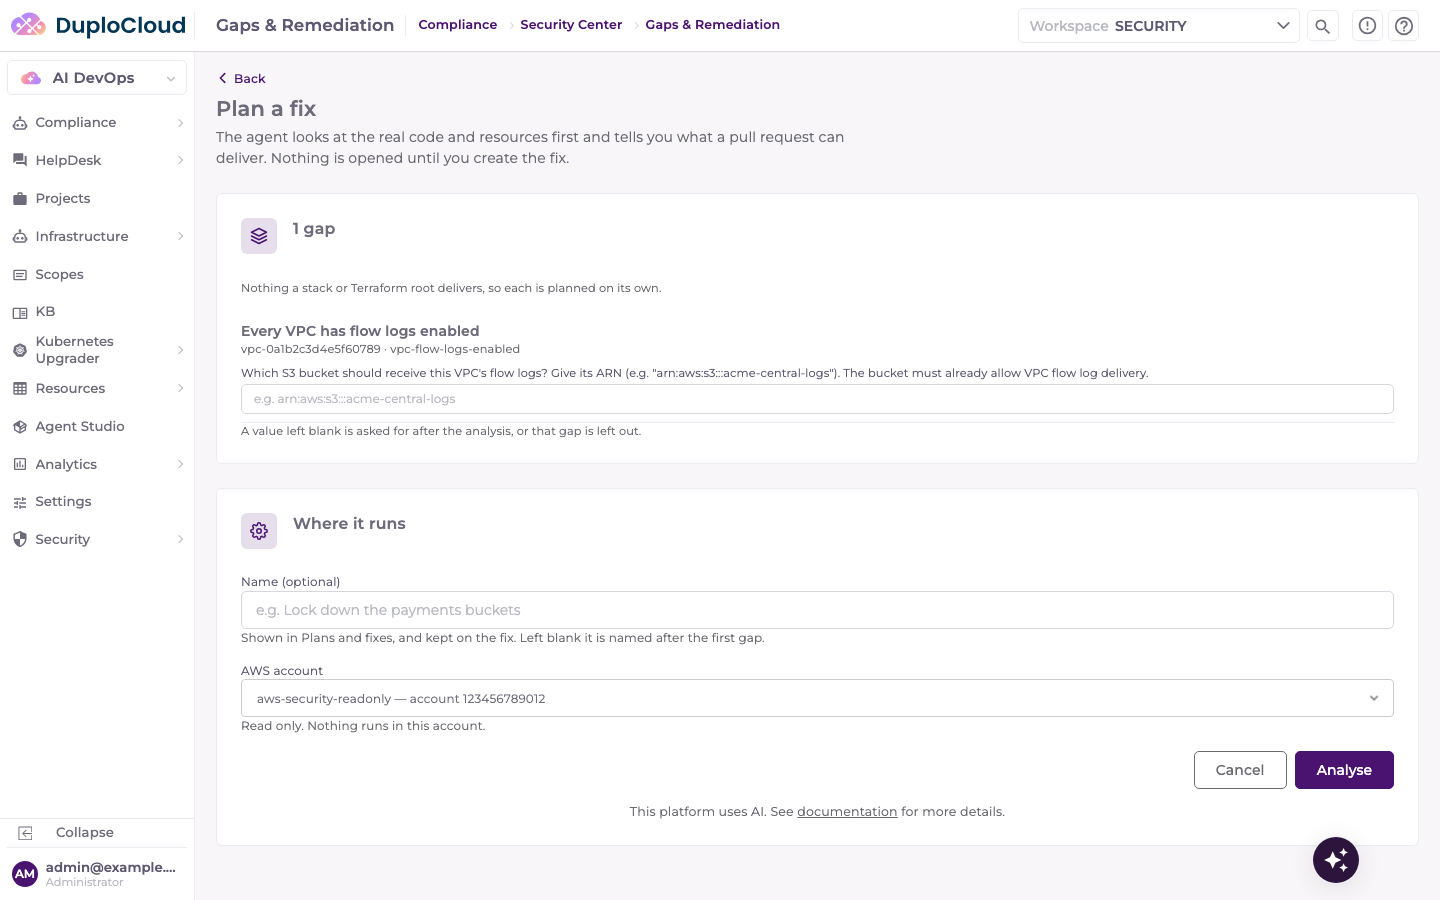 DuploCloud
Gaps & Remediation
Compliance
Security Center
Gaps & Remediation
Workspace SECURITY
AI DevOps
Compliance
HelpDesk
Projects
Infrastructure
Scopes
KB
Kubernetes
Upgrader
Resources
Agent Studio
Analytics
Settings
Security
Collapse
AM
admin@example....
Administrator
Back
Plan a fix
The agent looks at the real code and resources first and tells you what a pull request can
deliver. Nothing is opened until you create the fix.
1 gap
Nothing a stack or Terraform root delivers, so each is planned on its own.
Every VPC has flow logs enabled
vpc-0a1b2c3d4e5f60789 · vpc-flow-logs-enabled
Which S3 bucket should receive this VPC's flow logs? Give its ARN (e.g. "arn:aws:s3:::acme-central-logs"). The bucket must already allow VPC flow log delivery.
e.g. arn:aws:s3:::acme-central-logs
A value left blank is asked for after the analysis, or that gap is left out.
Where it runs
Name (optional)
e.g. Lock down the payments buckets
Shown in Plans and fixes, and kept on the fix. Left blank it is named after the first gap.
AWS account
aws-security-readonly — account 123456789012
Read only. Nothing runs in this account.
Cancel
Analyse
This platform uses AI. See documentation for more details.